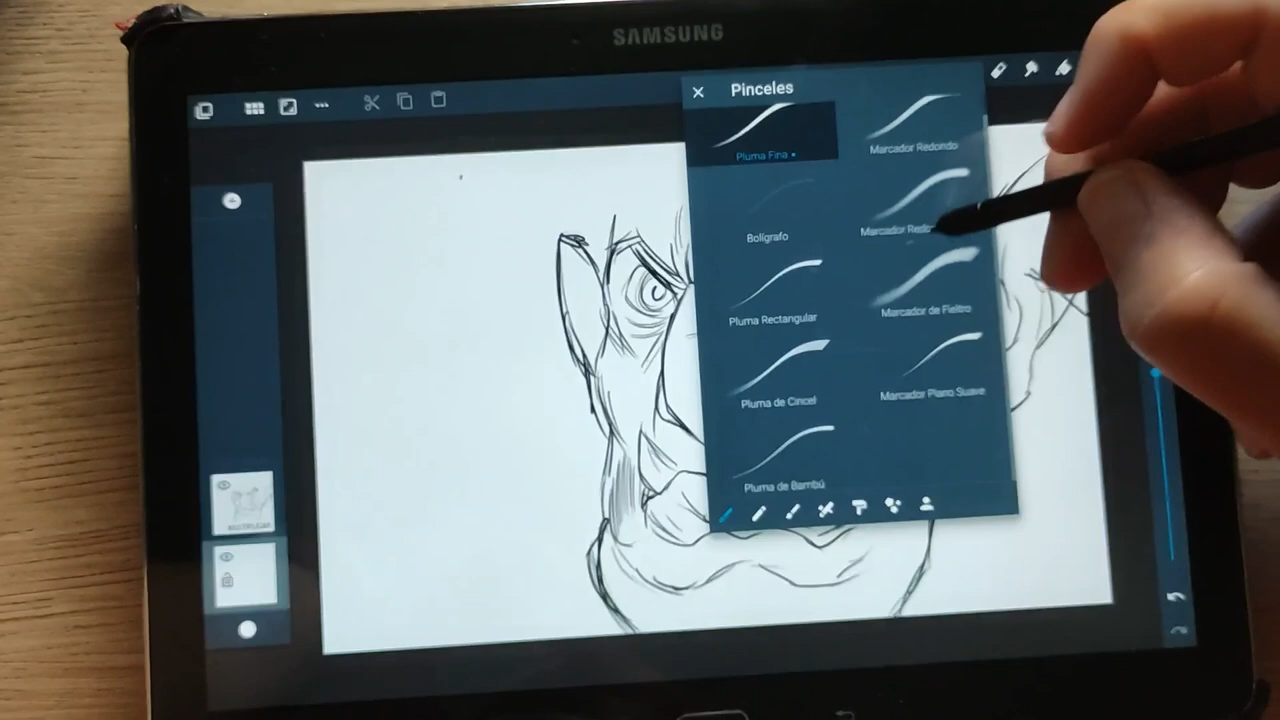 SAMSUNG
Pinceles
Pluma Fina
Marcador Redondo
Bolígrafo
Marcador
Pluma Rectangular
Marcador de Fieltro
Pluma de Cincel
Marcador Plano Suave
Pluma de Bambú